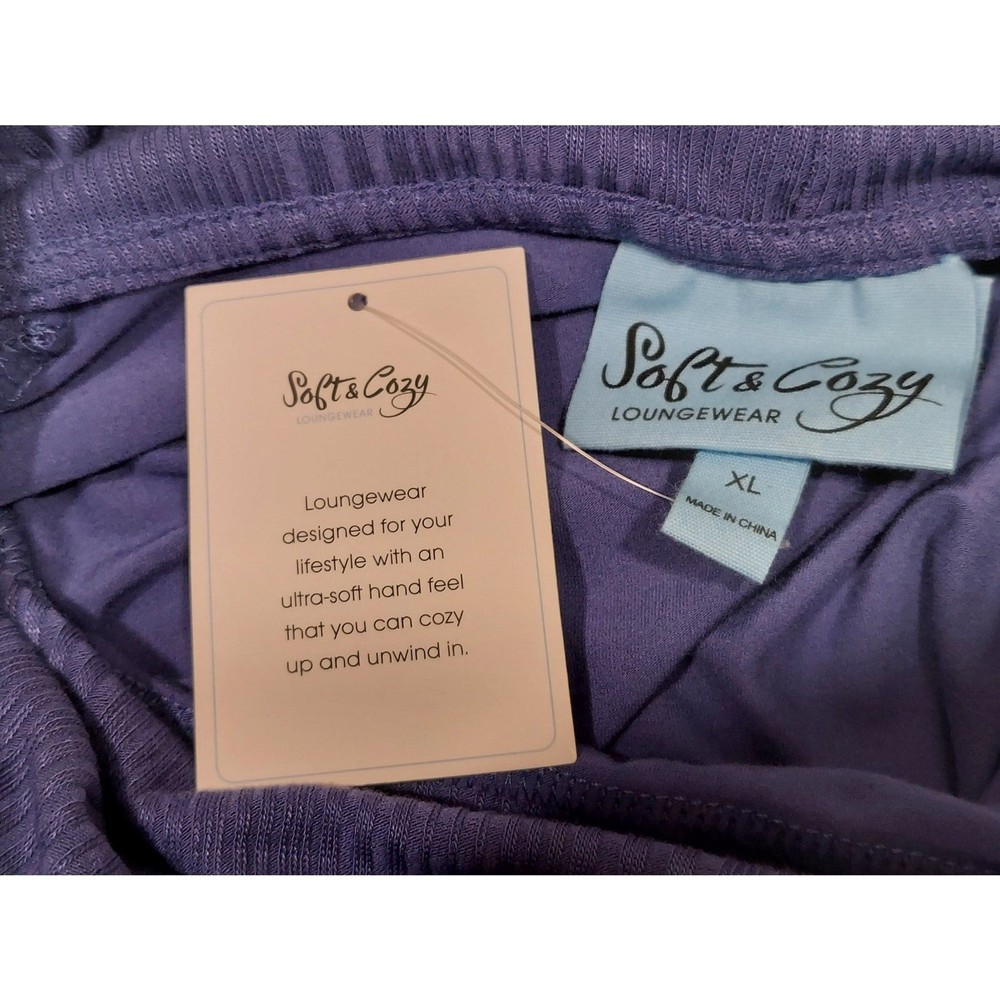 Soft & Cozy
LOUNGEWEAR
Loungewear
designed for your
lifestyle with an
ultra-soft hand feel
that you can cozy
up and unwind in.
Soft & Cozy
LOUNGEWEAR
XL
MADE IN CHINA